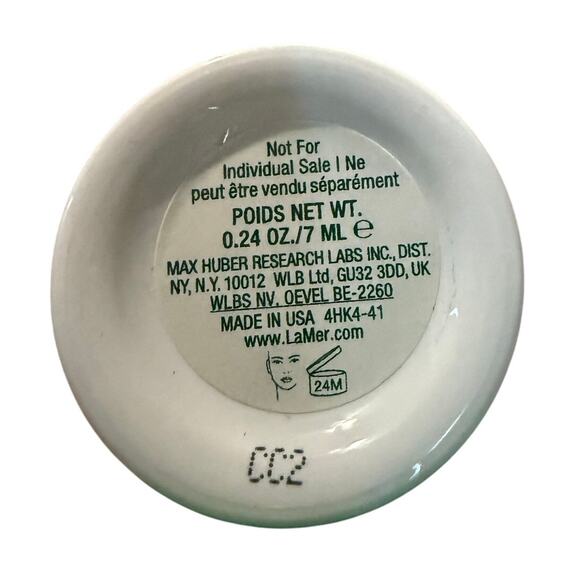 Not For
Individual Sale | Ne
peut être vendu séparément
POIDS NET WT.
0.24 OZ./7 ML ℮
MAX HUBER RESEARCH LABS INC., DIST.
NY, N.Y. 10012 WLB Ltd, GU32 3DD, UK
WLBS NV. OEVEL BE-2260
MADE IN USA 4HK4-41
www.LaMer.com
24M
CC2